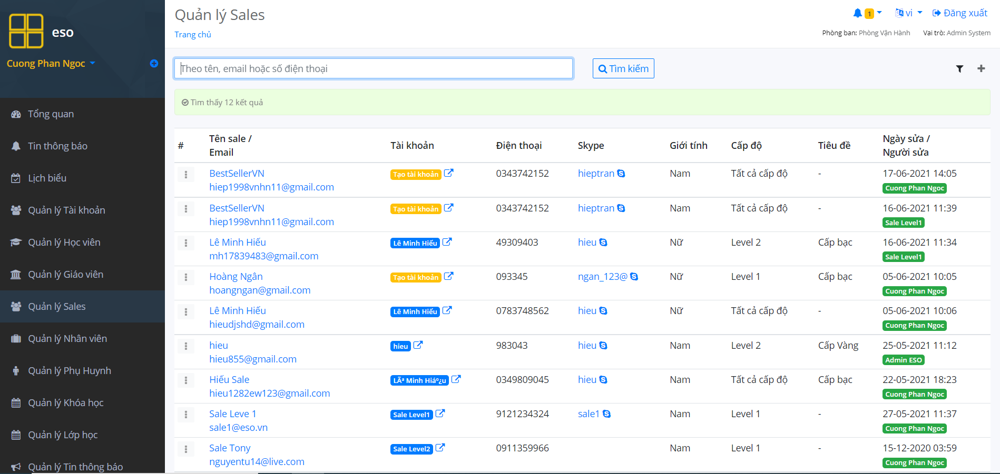 eso
Cuong Phan Ngoc
Tổng quan
Tin thông báo
Lịch biểu
Quản lý Tài khoản
Quản lý Học viên
Quản lý Giáo viên
Quản lý Sales
Quản lý Nhân viên
Quản lý Phụ Huynh
Quản lý Khóa học
Quản lý Lớp học
Quản lý Tin thông báo
Quản lý Sales
Trang chủ
1 vi Đăng xuất
Phòng ban: Phòng Vận Hành Vai trò: Admin System
Theo tên, email hoặc số điện thoại Tìm kiếm
Tìm thấy 12 kết quả
# Tên sale / Email Tài khoản Điện thoại Skype Giới tính Cấp độ Tiêu đề Ngày sửa / Người sửa
BestSellerVN Tạo tài khoản 0343742152 hieptran Nam Tất cả cấp độ - 17-06-2021 14:05
hiep1998vnhn11@gmail.com Cuong Phan Ngoc
BestSellerVN Tạo tài khoản 0343742152 hieptran Nam Tất cả cấp độ - 16-06-2021 11:39
hiep1998vnhn11@gmail.com Sale Level1
Lê Minh Hiếu Lê Minh Hiếu 49309403 hieu Nữ Level 2 Cấp bạc 16-06-2021 11:34
mh17839483@gmail.com Sale Level1
Hoàng Ngân Tạo tài khoản 093345 ngan_123@ Nữ Level 1 Cấp bạc 05-06-2021 10:05
hoangngan@gmail.com Cuong Phan Ngoc
Lê Minh Hiếu Lê Minh Hiếu 0783748562 hieu Nữ Tất cả cấp độ - 05-06-2021 10:06
hieudjshd@gmail.com Cuong Phan Ngoc
hieu hieu 983043 hieu Nam Level 2 Cấp Vàng 25-05-2021 11:12
hieu855@gmail.com Admin ESO
Hiếu Sale LÃª Minh Hiáº¿u 0349809045 hieu Nam Tất cả cấp độ Cấp bạc 22-05-2021 18:23
hieu1282ew123@gmail.com Cuong Phan Ngoc
Sale Leve 1 Sale Level1 9121234324 sale1 Nam Level 1 - 27-05-2021 11:37
sale1@eso.vn Cuong Phan Ngoc
Sale Tony Sale Level2 0911359966 Nam Level 1 - 15-12-2020 03:59
nguyentu14@live.com Cuong Phan Ngoc